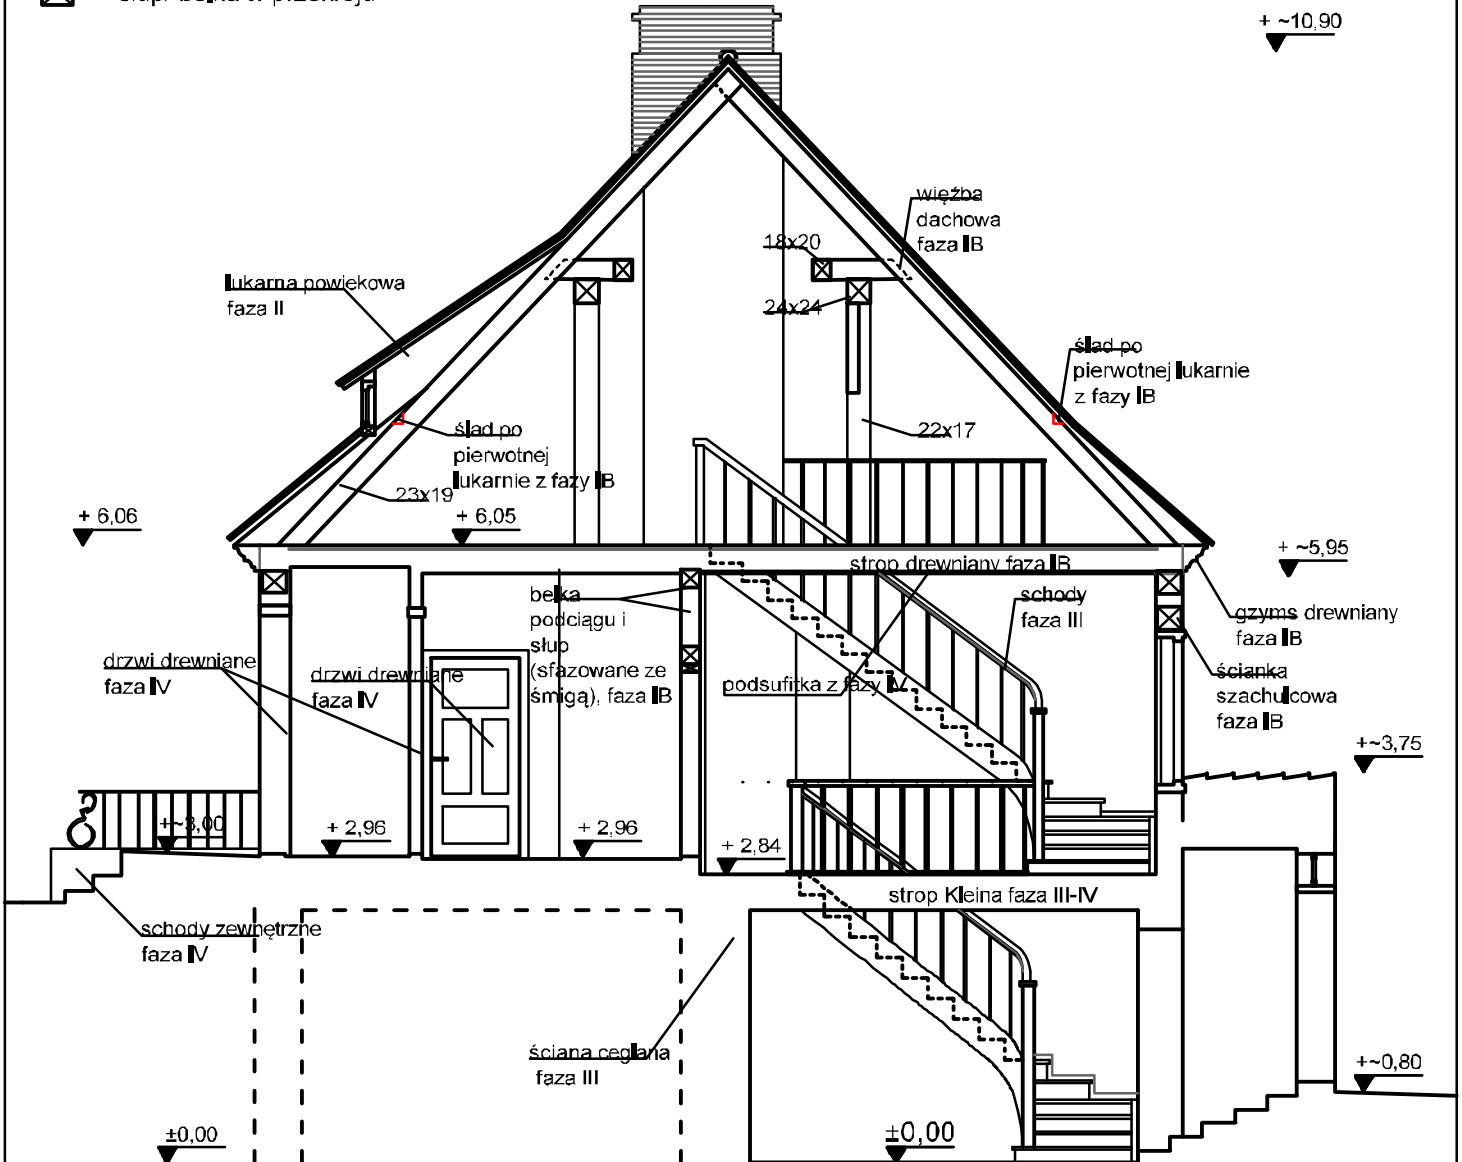 + ~10,90
więźba
dachowa
faza IB
18x20
lukarna powiekowa
faza II
24x24
ślad po
pierwotnej lukarnie
z fazy IB
ślad po
pierwotnej
lukarnie z fazy IB
22x17
23x19
+ 6,06
+ 6,05
+ ~5,95
strop drewniany faza IB
belka
podciągu i
słup
(sfazowane ze
śmigą), faza IB
schody
faza III
gzyms drewniany
faza IB
drzwi drewniane
faza IV
drzwi drewniane
faza IV
podsufitka z fazy IV
ścianka
szachulcowa
faza IB
+~3,75
+~3,00
+ 2,96
+ 2,96
+ 2,84
strop Kleina faza III-IV
schody zewnętrzne
faza IV
ściana ceglana
faza III
+~0,80
±0,00
±0,00